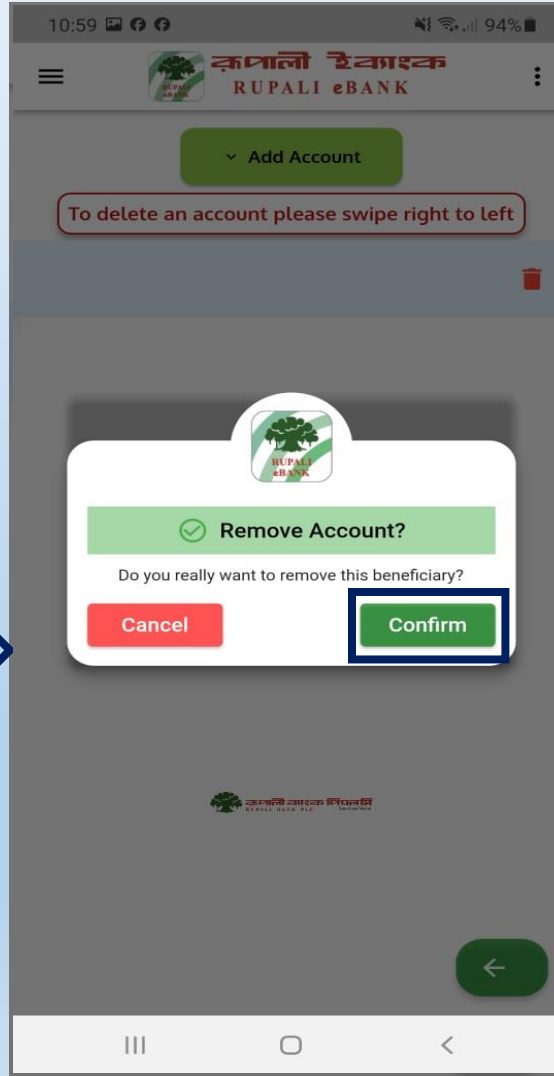 10:59
94%
রূপালী ইব্যাংক
RUPALI eBANK
Add Account
To delete an account please swipe right to left
RUPALI
eBANK
Remove Account?
Do you really want to remove this beneficiary?
Cancel
Confirm
রূপালী ব্যাংক পিএলসি
RUPALI BANK PLC